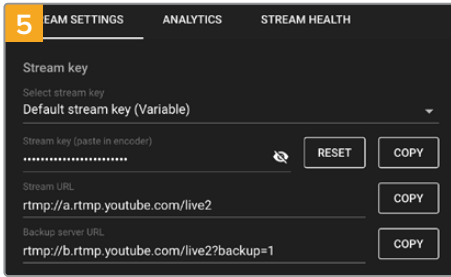 5
EAM SETTINGS
ANALYTICS
STREAM HEALTH
Stream key
Select stream key
Default stream key (Variable)
Stream key (paste in encoder)
••••••••••••••••••••••••
RESET
COPY
Stream URL
rtmp://a.rtmp.youtube.com/live2
COPY
Backup server URL
rtmp://b.rtmp.youtube.com/live2?backup=1
COPY